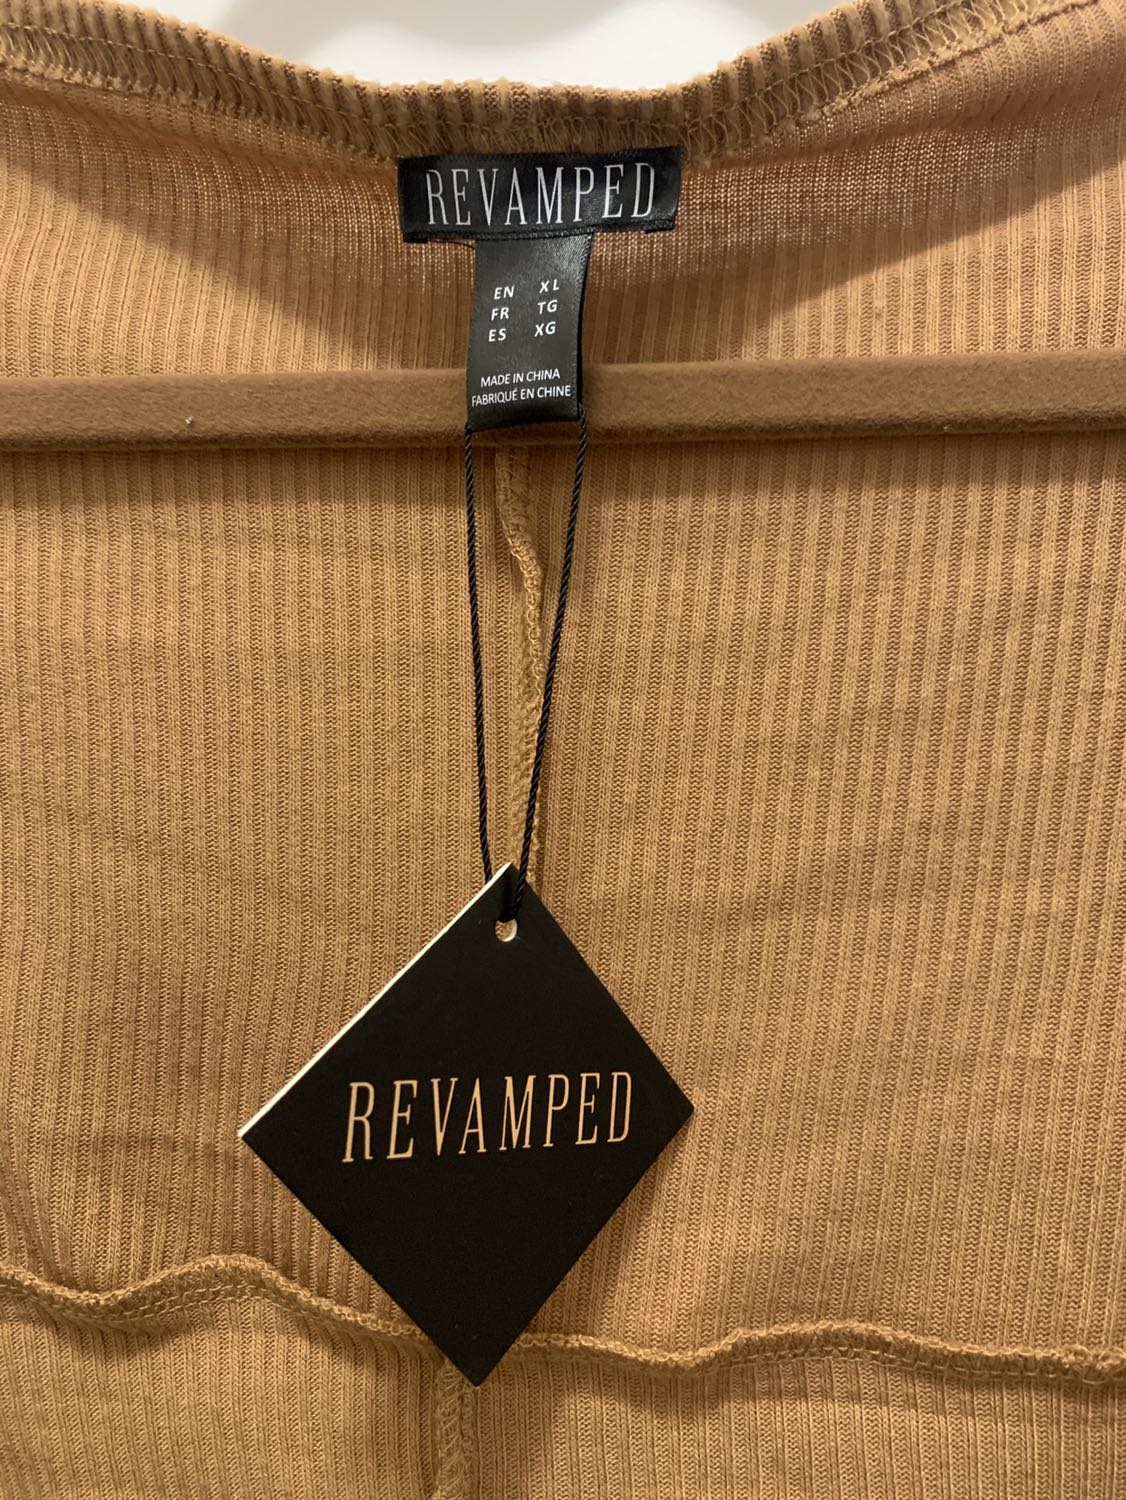 REVAMPED
EN XL
FR TG
ES XG
MADE IN CHINA
FABRIQUÉ EN CHINE
REVAMPED